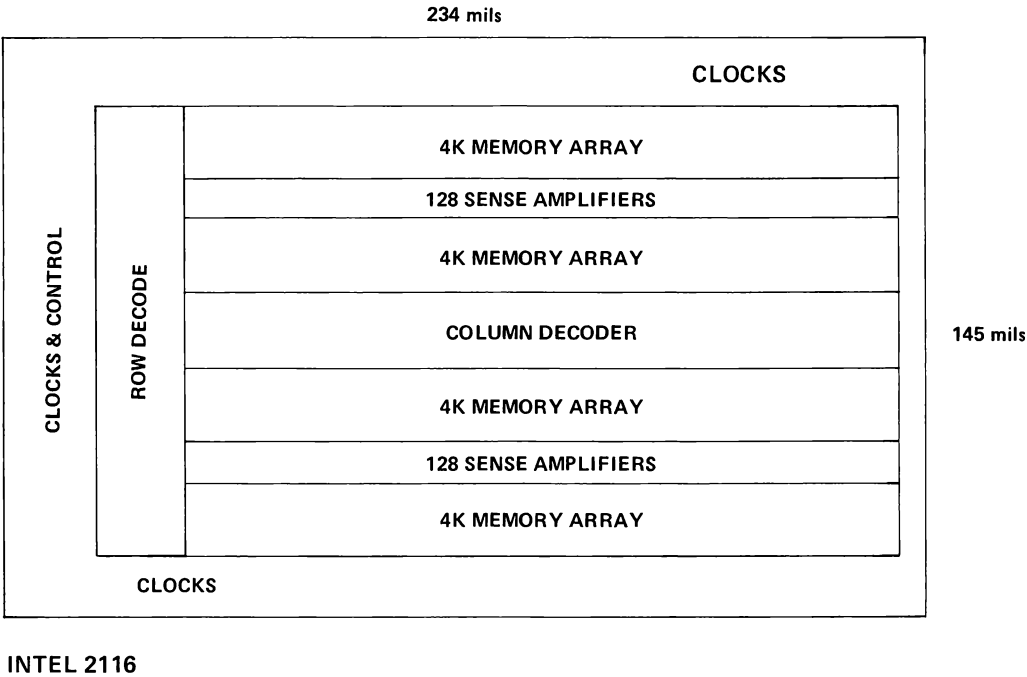 234 mils
CLOCKS
4K MEMORY ARRAY
128 SENSE AMPLIFIERS
4K MEMORY ARRAY
CLOCKS & CONTROL
ROW DECODE
COLUMN DECODER
145 mils
4K MEMORY ARRAY
128 SENSE AMPLIFIERS
4K MEMORY ARRAY
CLOCKS
INTEL 2116